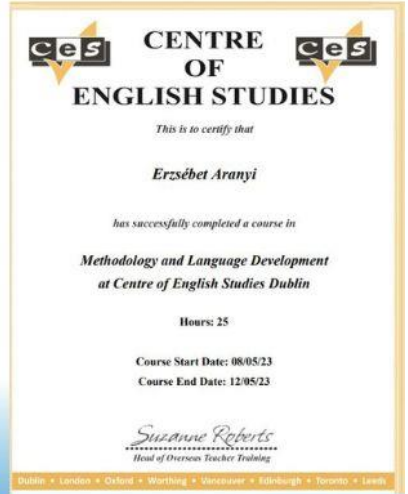 ces CENTRE ces
OF
ENGLISH STUDIES
This is to certify that
Erzsébet Aranyi
has successfully completed a course in
Methodology and Language Development
at Centre of English Studies Dublin
Hours: 25
Course Start Date: 08/05/23
Course End Date: 12/05/23
Suzanne Roberts
Head of Overseas Teacher Training
Dublin • London • Oxford • Worthing • Vancouver • Edinburgh • Toronto • Leeds